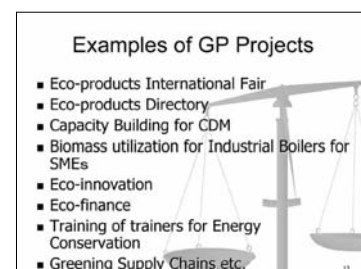 Examples of GP Projects
■ Eco-products International Fair
■ Eco-products Directory
■ Capacity Building for CDM
■ Biomass utilization for Industrial Boilers for
SMEs
■ Eco-innovation
■ Eco-finance
■ Training of trainers for Energy
Conservation
■ Greening Supply Chains etc.